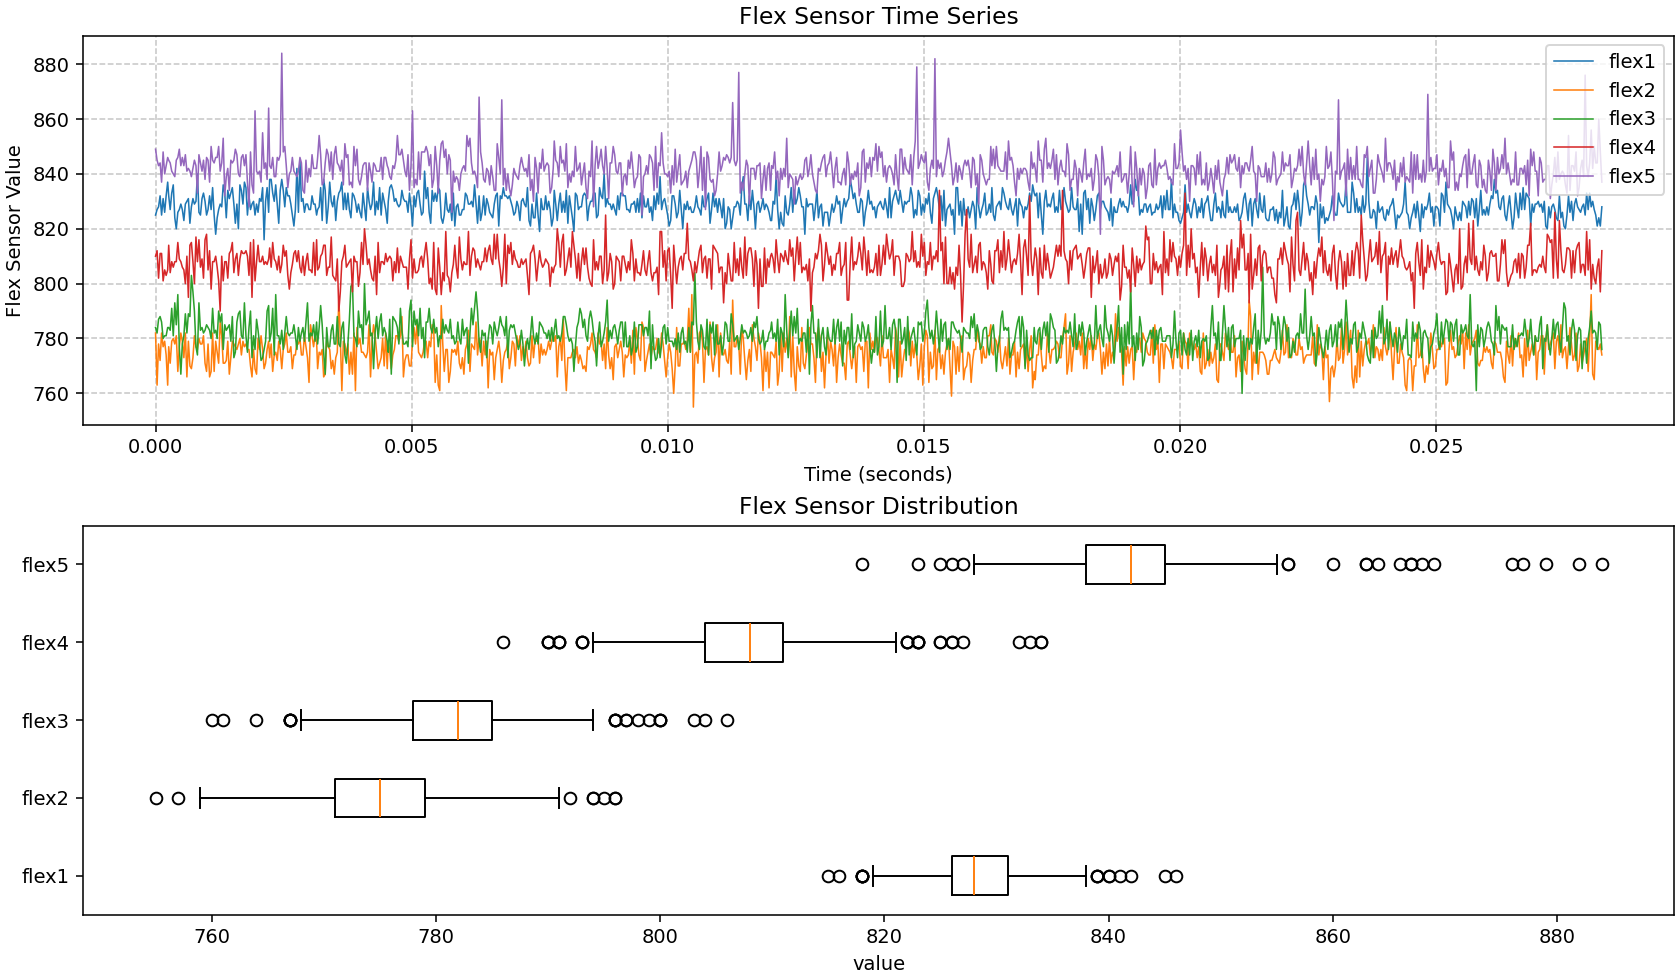 Flex Sensor Time Series
Flex Sensor Value
880
860
840
820
800
780
760
flex1
flex2
flex3
flex4
flex5
0.000 0.005 0.010 0.015 0.020 0.025
Time (seconds)
Flex Sensor Distribution
flex5
flex4
flex3
flex2
flex1
760 780 800 820 840 860 880
value